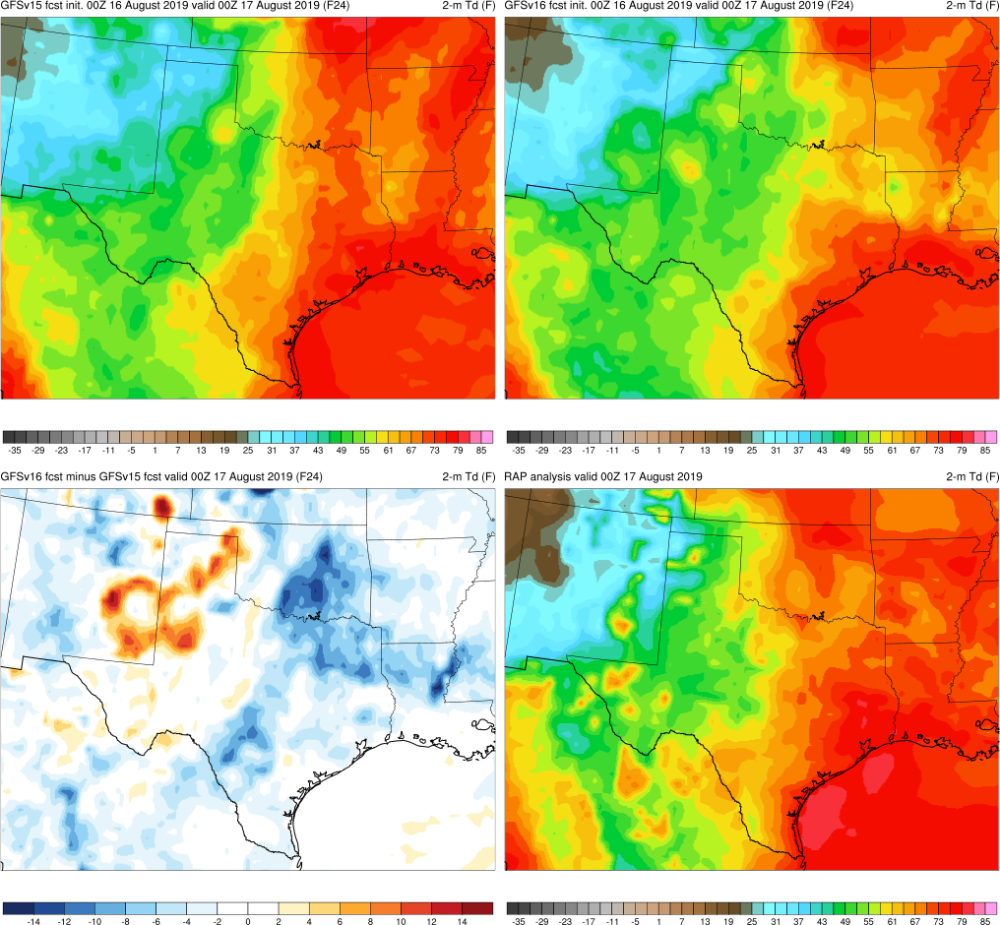 GFSv15 fcst init. 00Z 16 August 2019 valid 00Z 17 August 2019 (F24) 2-m Td (F)
GFSv16 fcst init. 00Z 16 August 2019 valid 00Z 17 August 2019 (F24) 2-m Td (F)
-35 -29 -23 -17 -11 -5 1 7 13 19 25 31 37 43 49 55 61 67 73 79 85
-35 -29 -23 -17 -11 -5 1 7 13 19 25 31 37 43 49 55 61 67 73 79 85
GFSv16 fcst minus GFSv15 fcst valid 00Z 17 August 2019 (F24) 2-m Td (F)
RAP analysis valid 00Z 17 August 2019 2-m Td (F)
-14 -12 -10 -8 -6 -4 -2 0 2 4 6 8 10 12 14
-35 -29 -23 -17 -11 -5 1 7 13 19 25 31 37 43 49 55 61 67 73 79 85